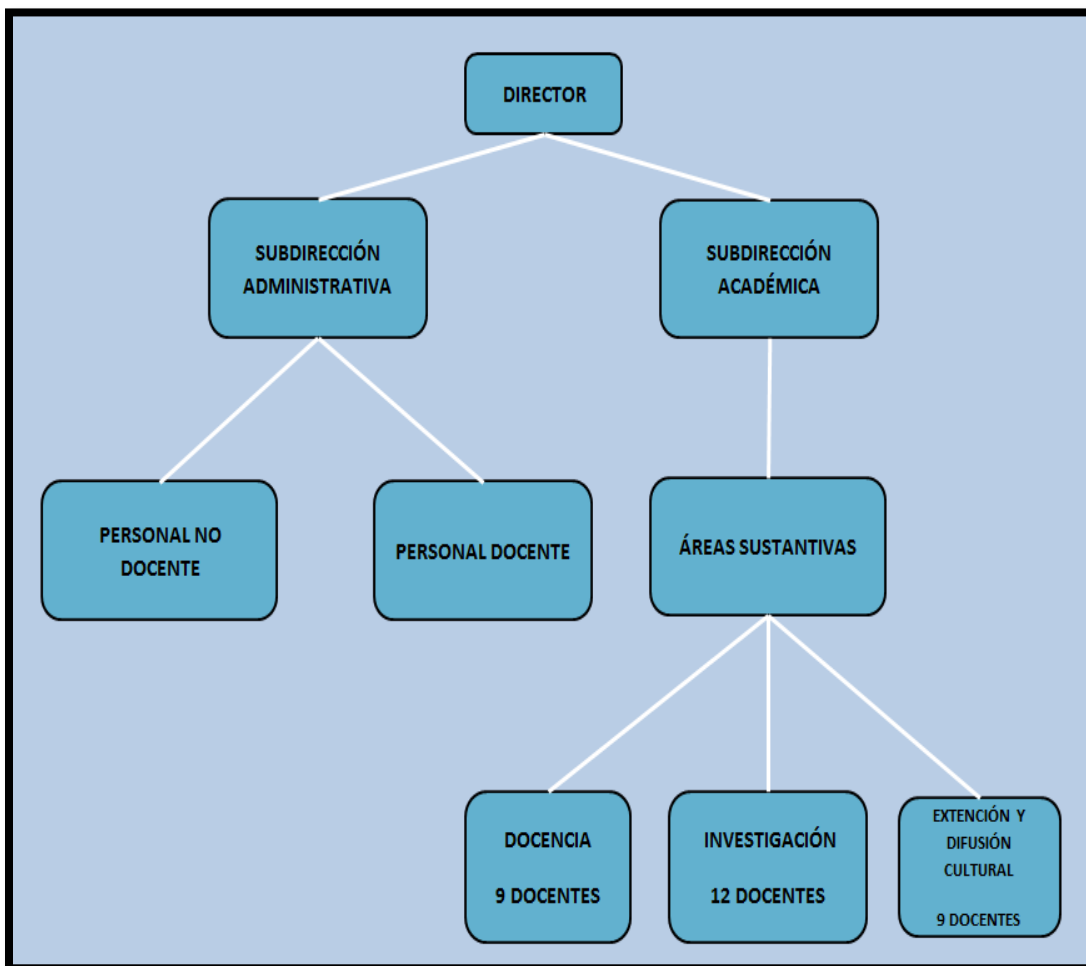 DIRECTOR
SUBDIRECCIÓN
ADMINISTRATIVA
SUBDIRECCIÓN
ACADÉMICA
PERSONAL NO
DOCENTE
PERSONAL DOCENTE
ÁREAS SUSTANTIVAS
DOCENCIA
9 DOCENTES
INVESTIGACIÓN
12 DOCENTES
EXTENCIÓN Y
DIFUSIÓN
CULTURAL
9 DOCENTES